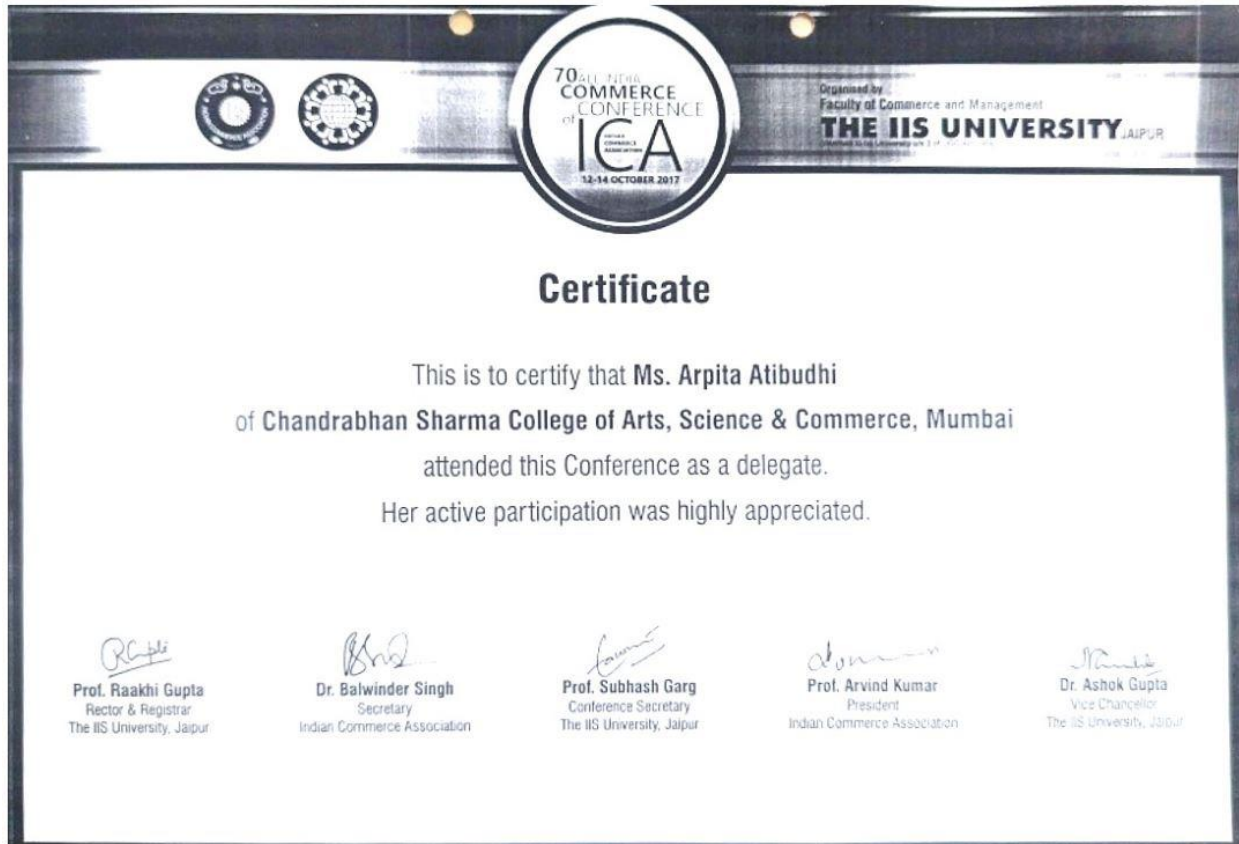 70 ALL INDIA
COMMERCE
CONFERENCE
of ICA
INDIAN
COMMERCE
ASSOCIATION
12-14 OCTOBER 2017
Organised by
Faculty of Commerce and Management
THE IIS UNIVERSITY, JAIPUR
Certificate
This is to certify that Ms. Arpita Atibudhi
of Chandrabhan Sharma College of Arts, Science & Commerce, Mumbai
attended this Conference as a delegate.
Her active participation was highly appreciated.
Prof. Raakhi Gupta
Rector & Registrar
The IIS University, Jaipur
Dr. Balwinder Singh
Secretary
Indian Commerce Association
Prof. Subhash Garg
Conference Secretary
The IIS University, Jaipur
Prof. Arvind Kumar
President
Indian Commerce Association
Dr. Ashok Gupta
Vice Chancellor
The IIS University, Jaipur